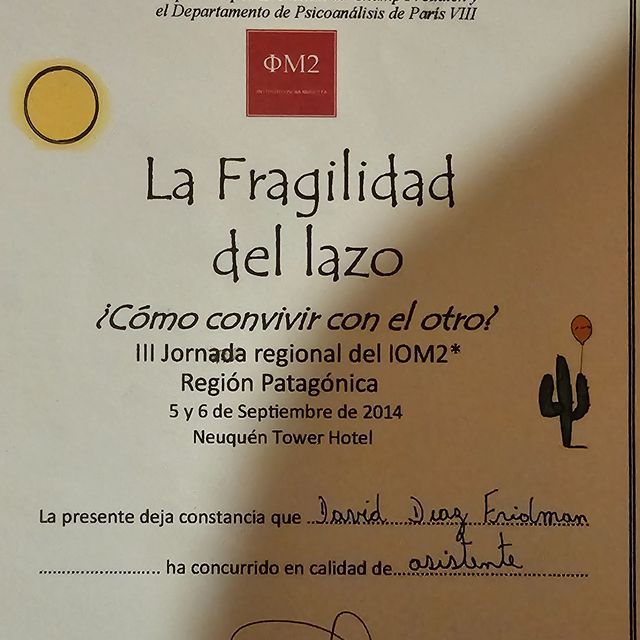 el Departamento de Psicoanálisis de París VIII
ΦM2
La Fragilidad
del lazo
¿Cómo convivir con el otro?
III Jornada regional del IOM2*
Región Patagónica
5 y 6 de Septiembre de 2014
Neuquén Tower Hotel
La presente deja constancia que David Diaz Fridman
........................... ha concurrido en calidad de asistente